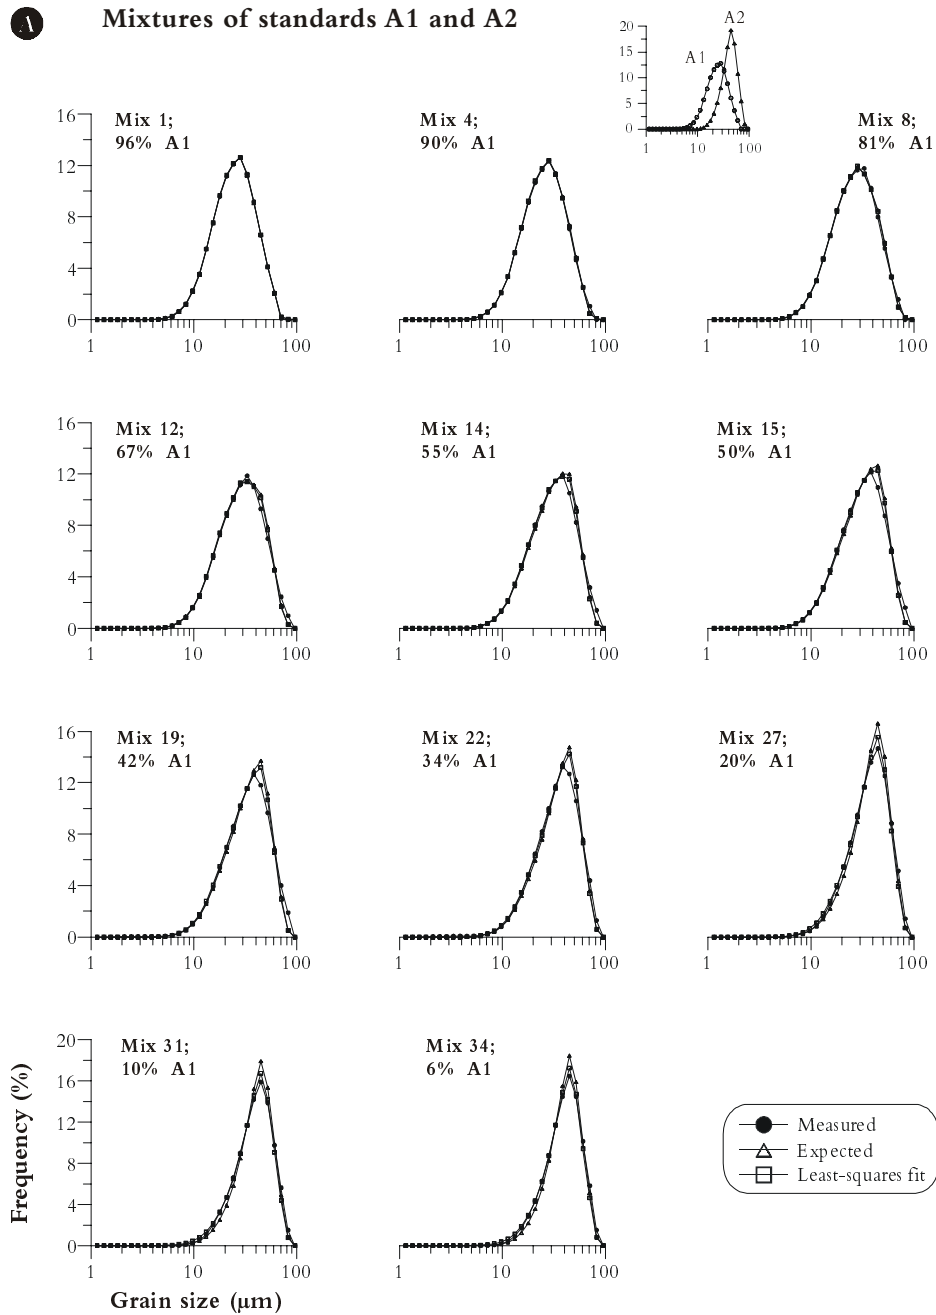 A Mixtures of standards A1 and A2
20
15
10
5
0
A1
A2
1 10 100
Mix 1;
96% A1
16
12
8
4
0
1 10 100
Mix 4;
90% A1
1 10 100
Mix 8;
81% A1
1 10 100
Mix 12;
67% A1
16
12
8
4
0
1 10 100
Mix 14;
55% A1
1 10 100
Mix 15;
50% A1
1 10 100
Mix 19;
42% A1
16
12
8
4
0
1 10 100
Mix 22;
34% A1
1 10 100
Mix 27;
20% A1
1 10 100
Mix 31;
10% A1
20
16
12
8
4
0
1 10 100
Mix 34;
6% A1
1 10 100
Frequency (%)
Grain size (μm)
Measured
Expected
Least-squares fit